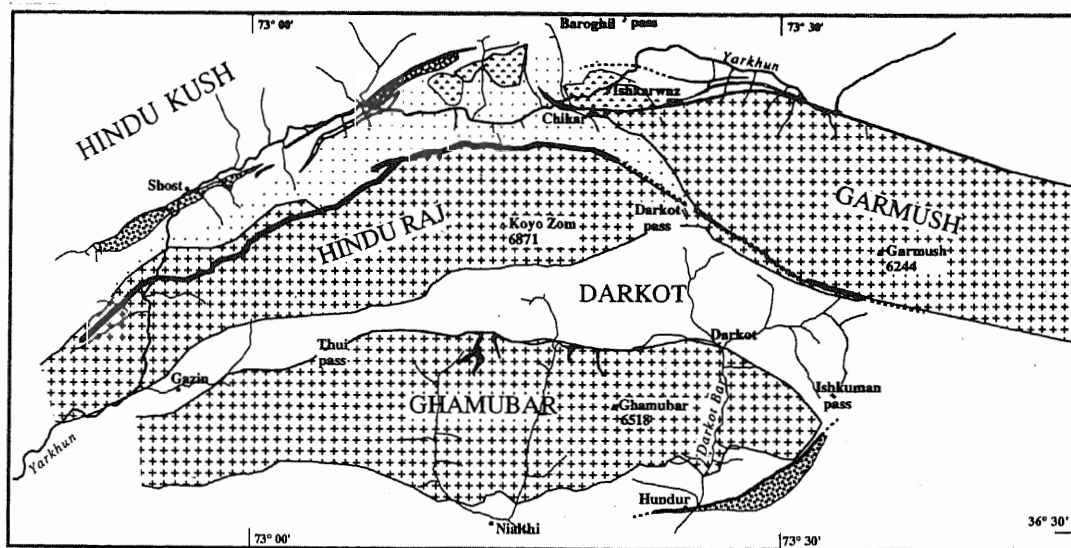 73° 00'
Baroghil pass
73° 30'
Yarkhun
HINDU KUSH
Ishkarwaz
Chikar
Shost
GARMUSH
HINDU RAJ
Koyo Zom
6871
Darkot
pass
Garmush
6244
DARKOT
Thui
pass
Darkot
Gazin
Ishkuman
pass
GHAMUBAR
Ghamubar
6518
Darkot Bar
Yarkhun
Hundur
Nialthi
36° 30'
73° 00'
73° 30'